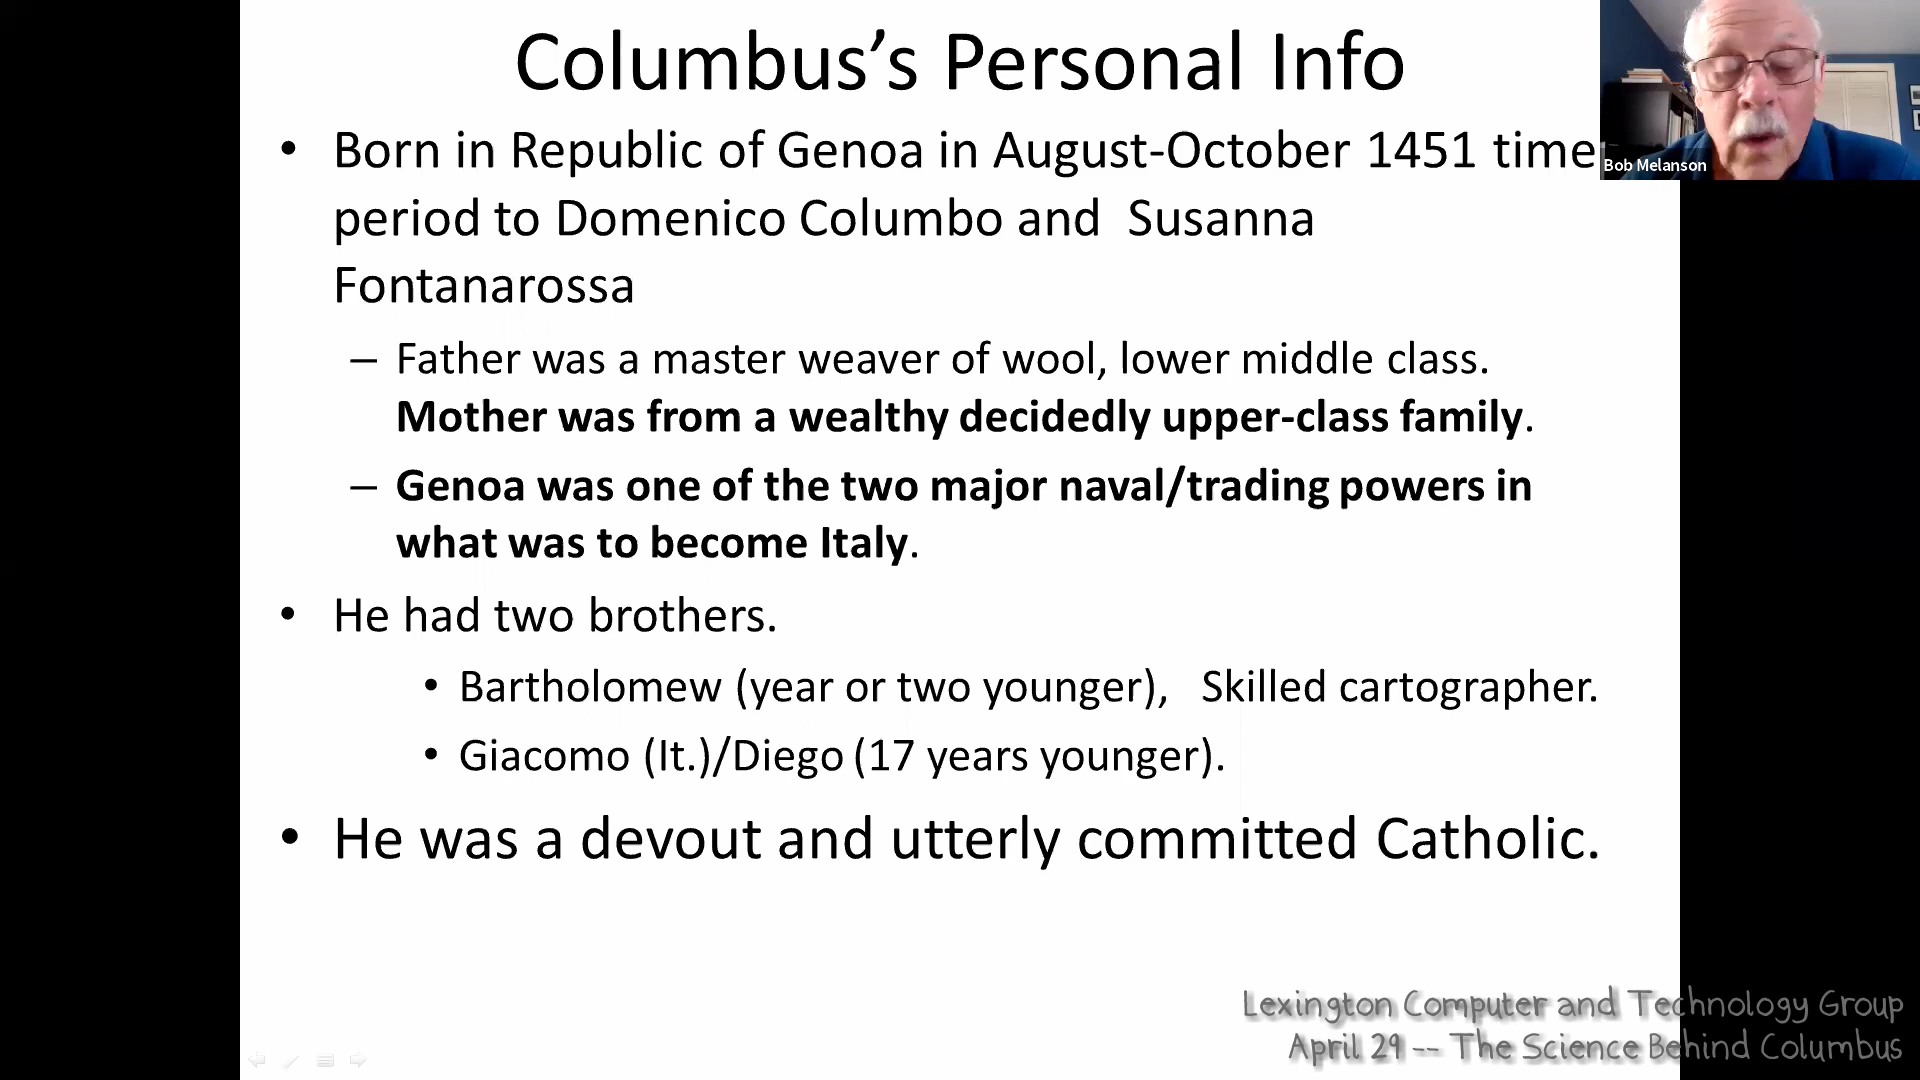 Columbus’s Personal Info
• Born in Republic of Genoa in August-October 1451 time
period to Domenico Columbo and  Susanna
Fontanarossa
– Father was a master weaver of wool, lower middle class.
Mother was from a wealthy decidedly upper-class family.
– Genoa was one of the two major naval/trading powers in
what was to become Italy.
• He had two brothers.
• Bartholomew (year or two younger),   Skilled cartographer.
• Giacomo (It.)/Diego (17 years younger).
• He was a devout and utterly committed Catholic.
Bob Melanson
Lexington Computer and Technology Group
April 29 -- The Science Behind Columbus